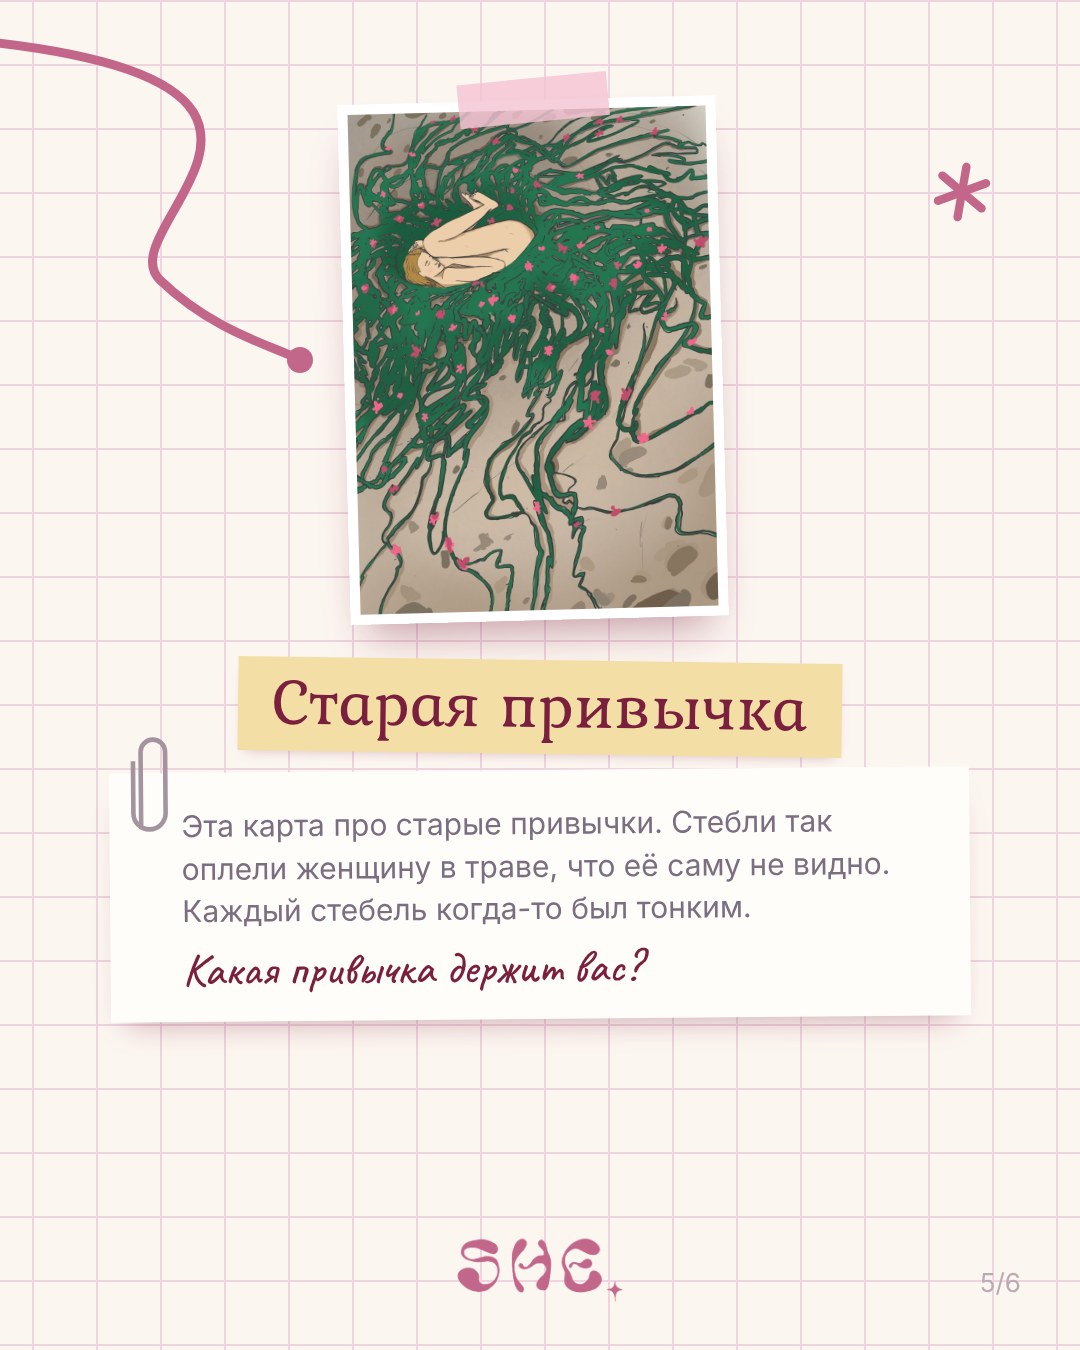 Старая привычка
Эта карта про старые привычки. Стебли так
оплели женщину в траве, что её саму не видно.
Каждый стебель когда-то был тонким.
Какая привычка держит вас?
SHE
5/6